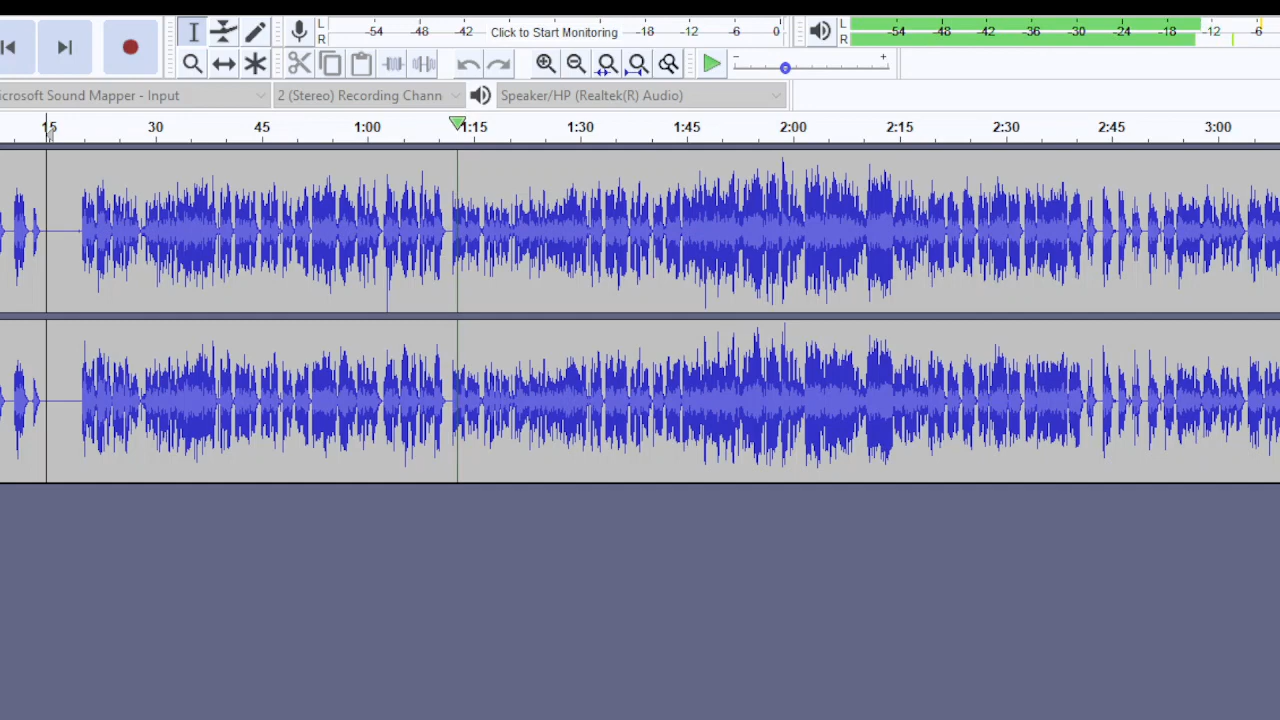 L
R
-54 -48 -42 Click to Start Monitoring -18 -12 -6 0
L
R
-54 -48 -42 -36 -30 -24 -12 -6
- +
icrosoft Sound Mapper - Input
2 (Stereo) Recording Chann
Speaker/HP (Realtek(R) Audio)
15 30 45 1:00 1:15 1:30 1:45 2:00 2:15 2:30 2:45 3:00